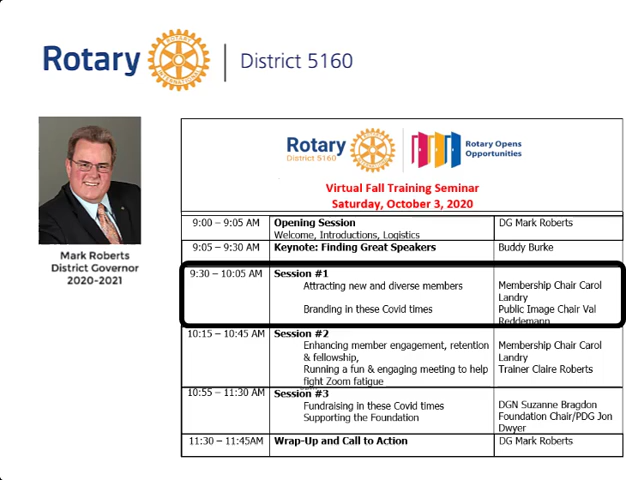 Rotary
District 5160
Mark Roberts
District Governor
2020-2021
Rotary
District 5160
Rotary Opens
Opportunities
Virtual Fall Training Seminar
Saturday, October 3, 2020
9:00 – 9:05 AM Opening Session DG Mark Roberts
Welcome, Introductions, Logistics
9:05 – 9:30 AM Keynote: Finding Great Speakers Buddy Burke
9:30 – 10:05 AM Session #1
Attracting new and diverse members Membership Chair Carol
Landry
Branding in these Covid times Public Image Chair Val
Reddemann
10:15 – 10:45 AM Session #2
Enhancing member engagement, retention Membership Chair Carol
& fellowship, Landry
Running a fun & engaging meeting to help Trainer Claire Roberts
fight Zoom fatigue
10:55 – 11:30 AM Session #3
Fundraising in these Covid times DGN Suzanne Bragdon
Supporting the Foundation Foundation Chair/PDG Jon
Dwyer
11:30 – 11:45AM Wrap-Up and Call to Action DG Mark Roberts